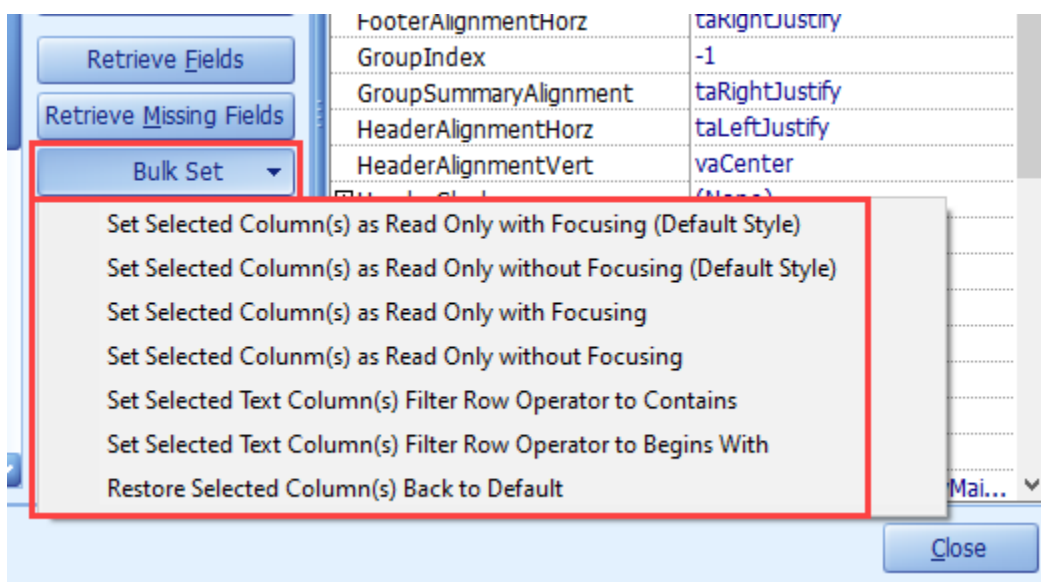 FooterAlignmentHorz taRightJustify
Retrieve Fields
GroupIndex -1
GroupSummaryAlignment taRightJustify
Retrieve Missing Fields
HeaderAlignmentHorz taLeftJustify
Bulk Set
HeaderAlignmentVert vaCenter
(None)
Set Selected Column(s) as Read Only with Focusing (Default Style)
Set Selected Column(s) as Read Only without Focusing (Default Style)
Set Selected Column(s) as Read Only with Focusing
Set Selected Colunm(s) as Read Only without Focusing
Set Selected Text Column(s) Filter Row Operator to Contains
Set Selected Text Column(s) Filter Row Operator to Begins With
Restore Selected Column(s) Back to Default
Mai...
Close